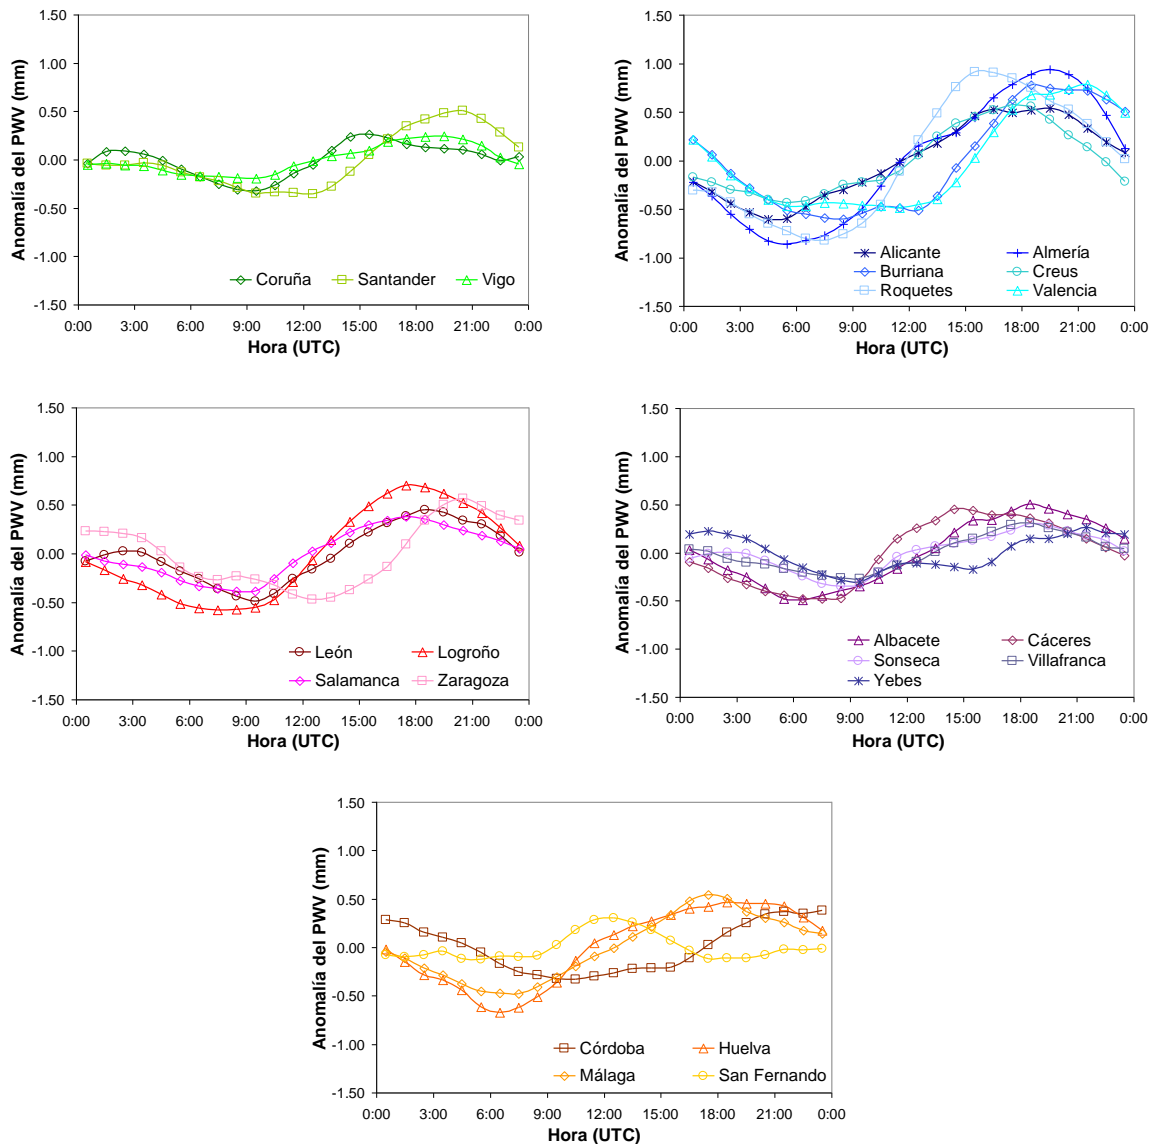 1.50
1.00
0.50
0.00
-0.50
-1.00
-1.50
Anomalía del PWV (mm)
Coruña Santander Vigo
0:00 3:00 6:00 9:00 12:00 15:00 18:00 21:00 0:00
Hora (UTC)
1.50
1.00
0.50
0.00
-0.50
-1.00
-1.50
Anomalía del PWV (mm)
Alicante Almería
Burriana Creus
Roquetes Valencia
0:00 3:00 6:00 9:00 12:00 15:00 18:00 21:00 0:00
Hora (UTC)
1.50
1.00
0.50
0.00
-0.50
-1.00
-1.50
Anomalía del PWV (mm)
León Logroño
Salamanca Zaragoza
0:00 3:00 6:00 9:00 12:00 15:00 18:00 21:00 0:00
Hora (UTC)
1.50
1.00
0.50
0.00
-0.50
-1.00
-1.50
Anomalía del PWV (mm)
Albacete Cáceres
Sonseca Villafranca
Yebes
0:00 3:00 6:00 9:00 12:00 15:00 18:00 21:00 0:00
Hora (UTC)
1.50
1.00
0.50
0.00
-0.50
-1.00
-1.50
Anomalía del PWV (mm)
Córdoba Huelva
Málaga San Fernando
0:00 3:00 6:00 9:00 12:00 15:00 18:00 21:00 0:00
Hora (UTC)